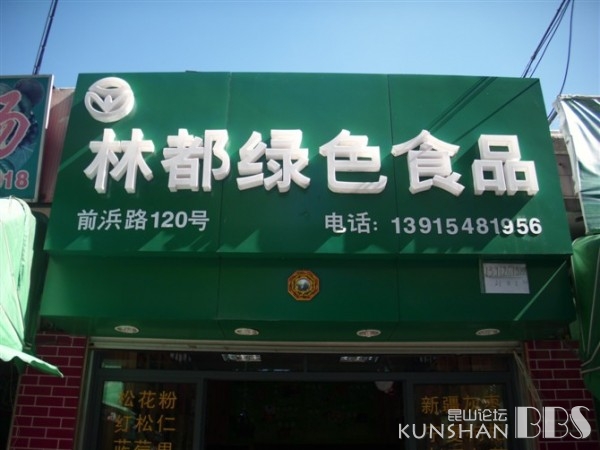 林都绿色食品
前浜路120号
电话: 13915481956
018
松花粉
红松仁
新疆
昆山论坛
KUNSHAN BBS